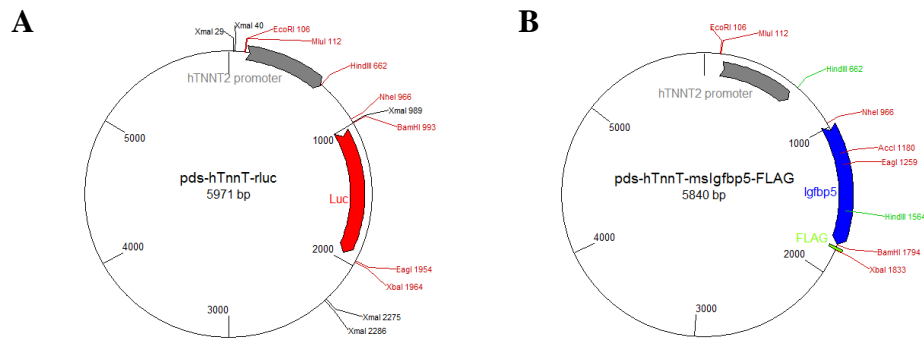 A
XmaI 29
XmaI 40
EcoRI 106
MluI 112
hTNNT2 promoter
HindIII 662
NheI 966
XmaI 989
BamHI 993
1000
5000
pds-hTnnT-rluc
5971 bp
Luc
4000
2000
EagI 1954
XbaI 1964
3000
XmaI 2275
XmaI 2286
B
EcoRI 106
MluI 112
HindIII 662
hTNNT2 promoter
NheI 966
1000
5000
AccI 1180
EagI 1259
pds-hTnnT-msIgfbp5-FLAG
5840 bp
Igfbp5
HindIII 1564
FLAG
4000
BamHI 1794
2000
XbaI 1833
3000